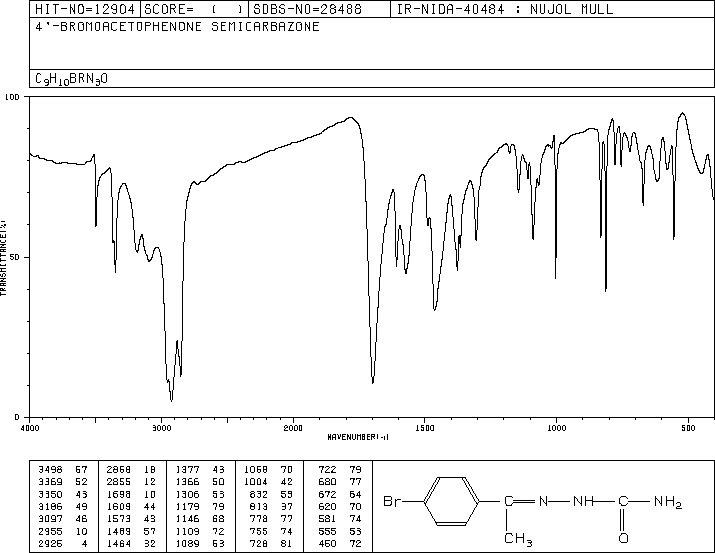 HIT-NO=12904 SCORE= ( ) SDBS-NO=28488 IR-NIDA-40484 : NUJOL MULL
4'-BROMOACETOPHENONE SEMICARBAZONE
C9H10BRN3O
100
50
0
TRANSMITTANCE(%)
4000 3000 2000 1500 1000 500
WAVENUMBER(-1)
3498 57 2868 18 1377 43 1068 70 722 79
3369 52 2855 12 1366 50 1004 42 680 77
3350 43 1698 10 1306 53 832 55 672 64
3186 49 1609 44 1179 79 813 37 620 70
3097 46 1573 43 1146 68 778 77 581 74
2955 10 1489 57 1109 72 755 74 555 53
2926 4 1464 32 1089 53 728 81 460 72
Br C N NH C NH2
CH3 O